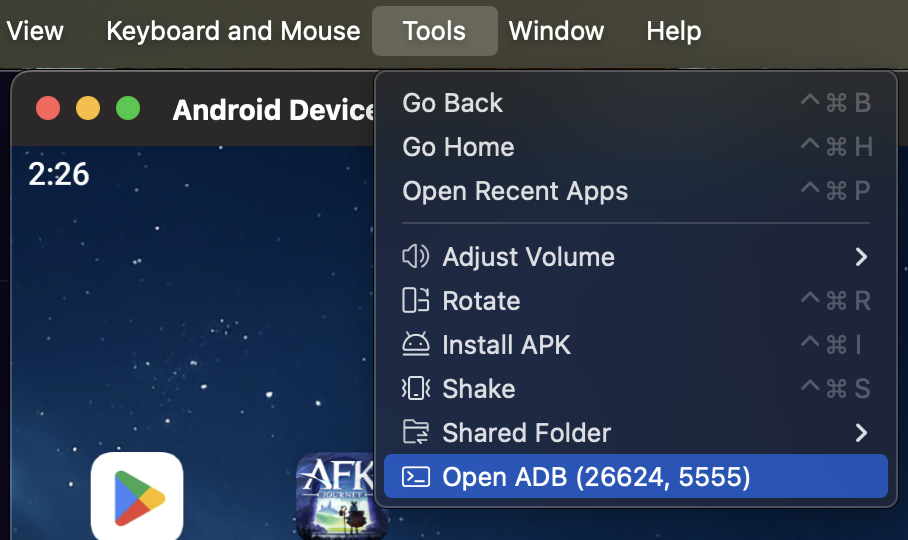 View Keyboard and Mouse Tools Window Help
Android Device
2:26
Go Back ^⌘B
Go Home ^⌘H
Open Recent Apps ^⌘P
Adjust Volume
Rotate ^⌘R
Install APK ^⌘I
Shake ^⌘S
Shared Folder
Open ADB (26624, 5555)
AFK
JOURNEY